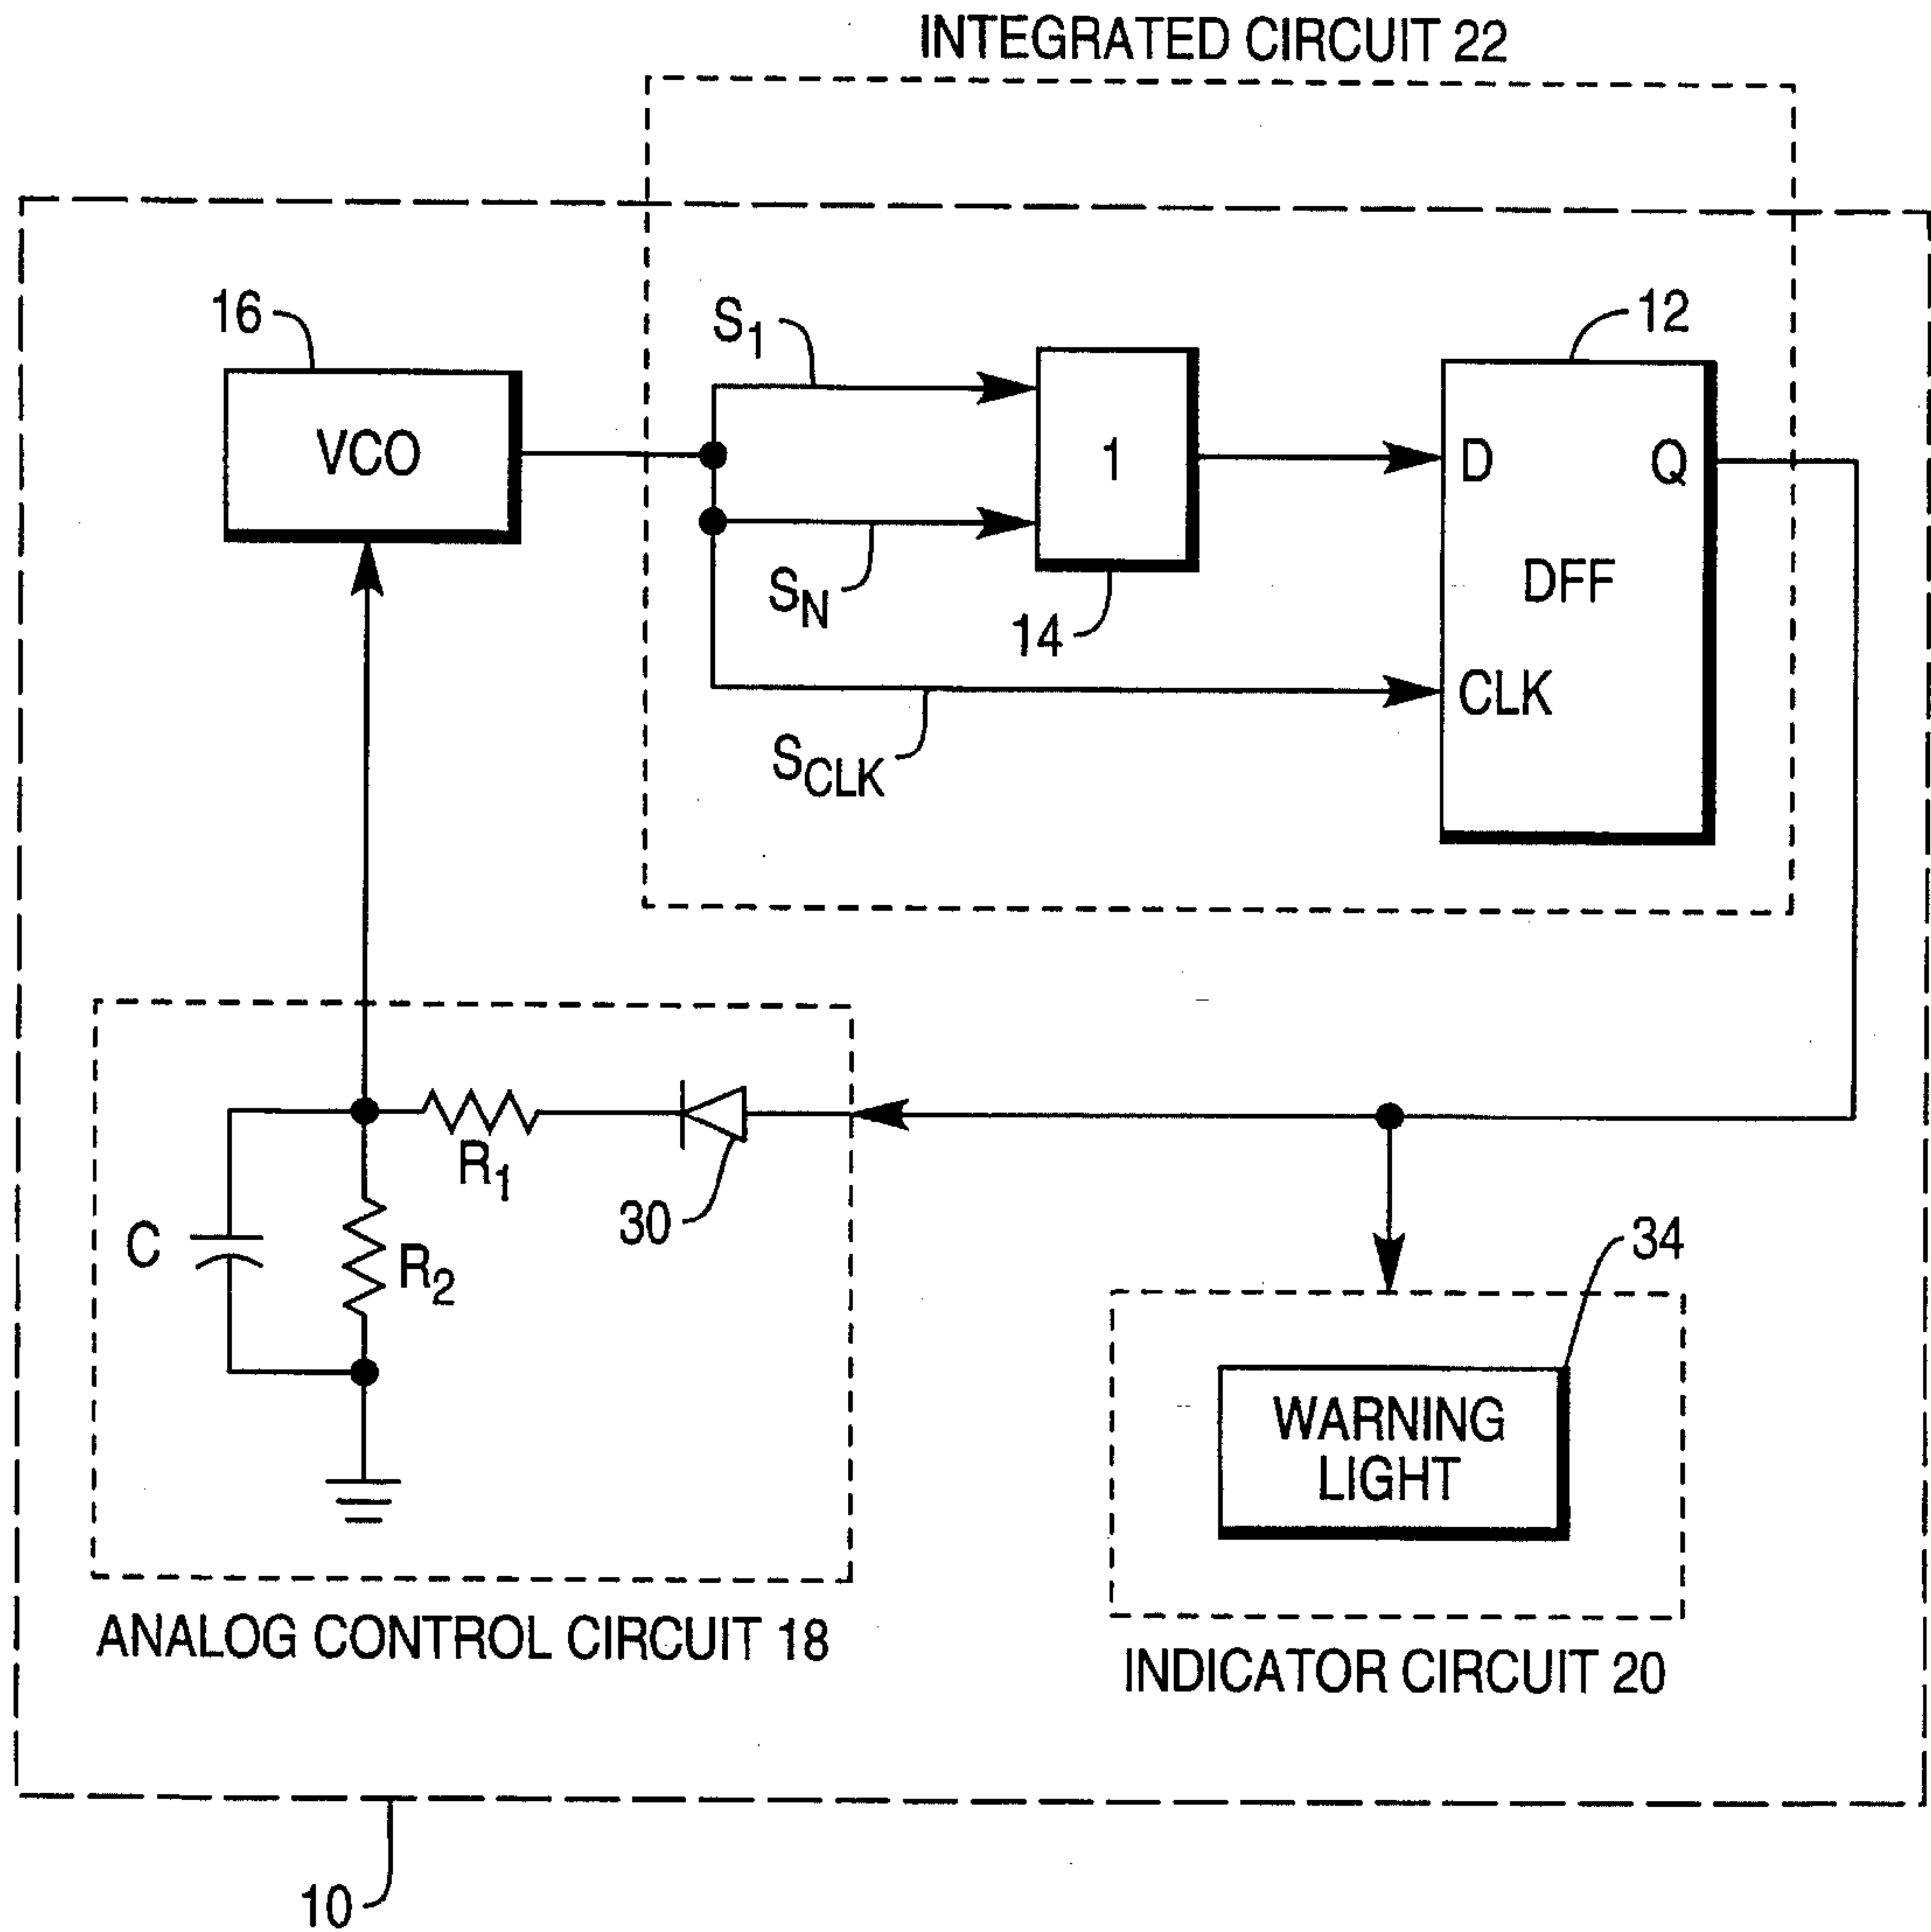 INTEGRATED CIRCUIT 22
16
S1
12
VCO
1
D
Q
DFF
SN
14
CLK
SCLK
R1
30
C
R2
34
WARNING
LIGHT
ANALOG CONTROL CIRCUIT 18
INDICATOR CIRCUIT 20
10